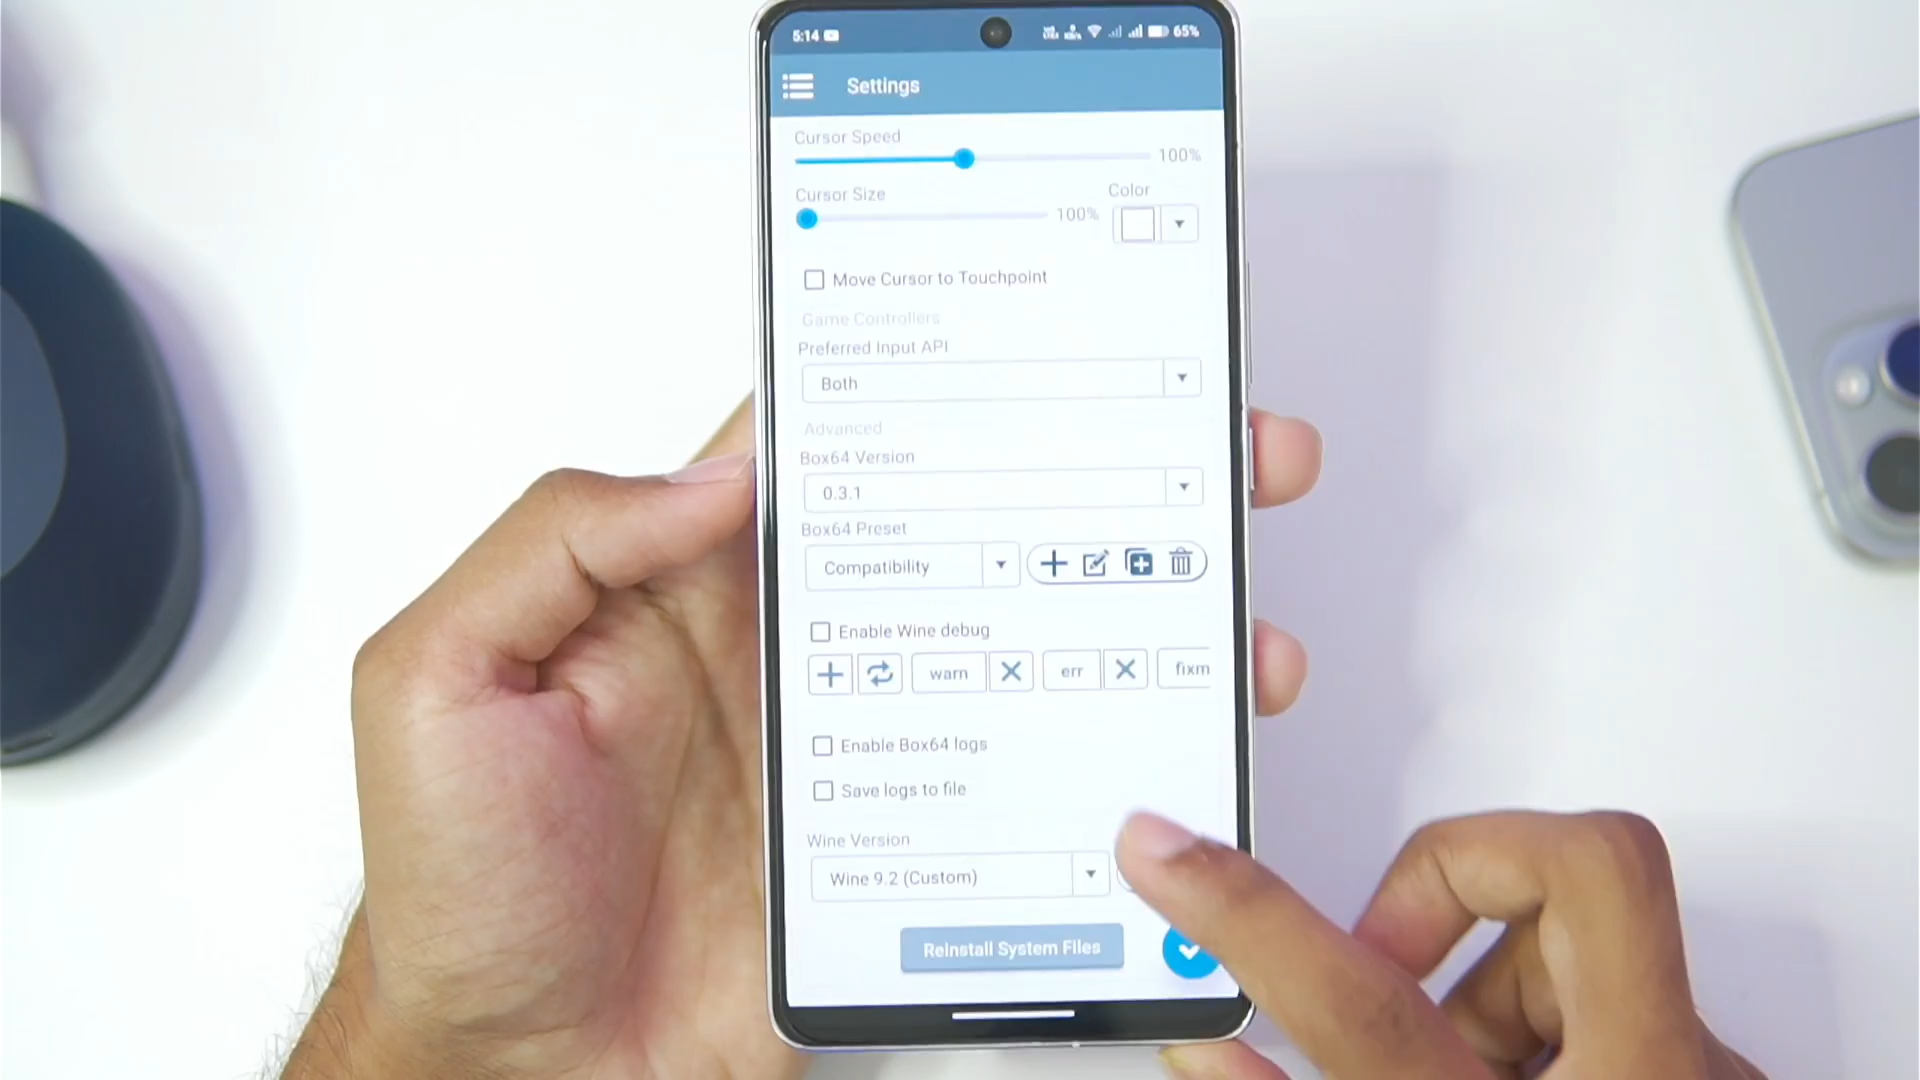 5:14
65%
Settings
Cursor Speed
100%
Cursor Size
100%
Color
Move Cursor to Touchpoint
Game Controllers
Preferred Input API
Both
Advanced
Box64 Version
0.3.1
Box64 Preset
Compatibility
Enable Wine debug
warn
err
fixm
Enable Box64 logs
Save logs to file
Wine Version
Wine 9.2 (Custom)
Reinstall System Files